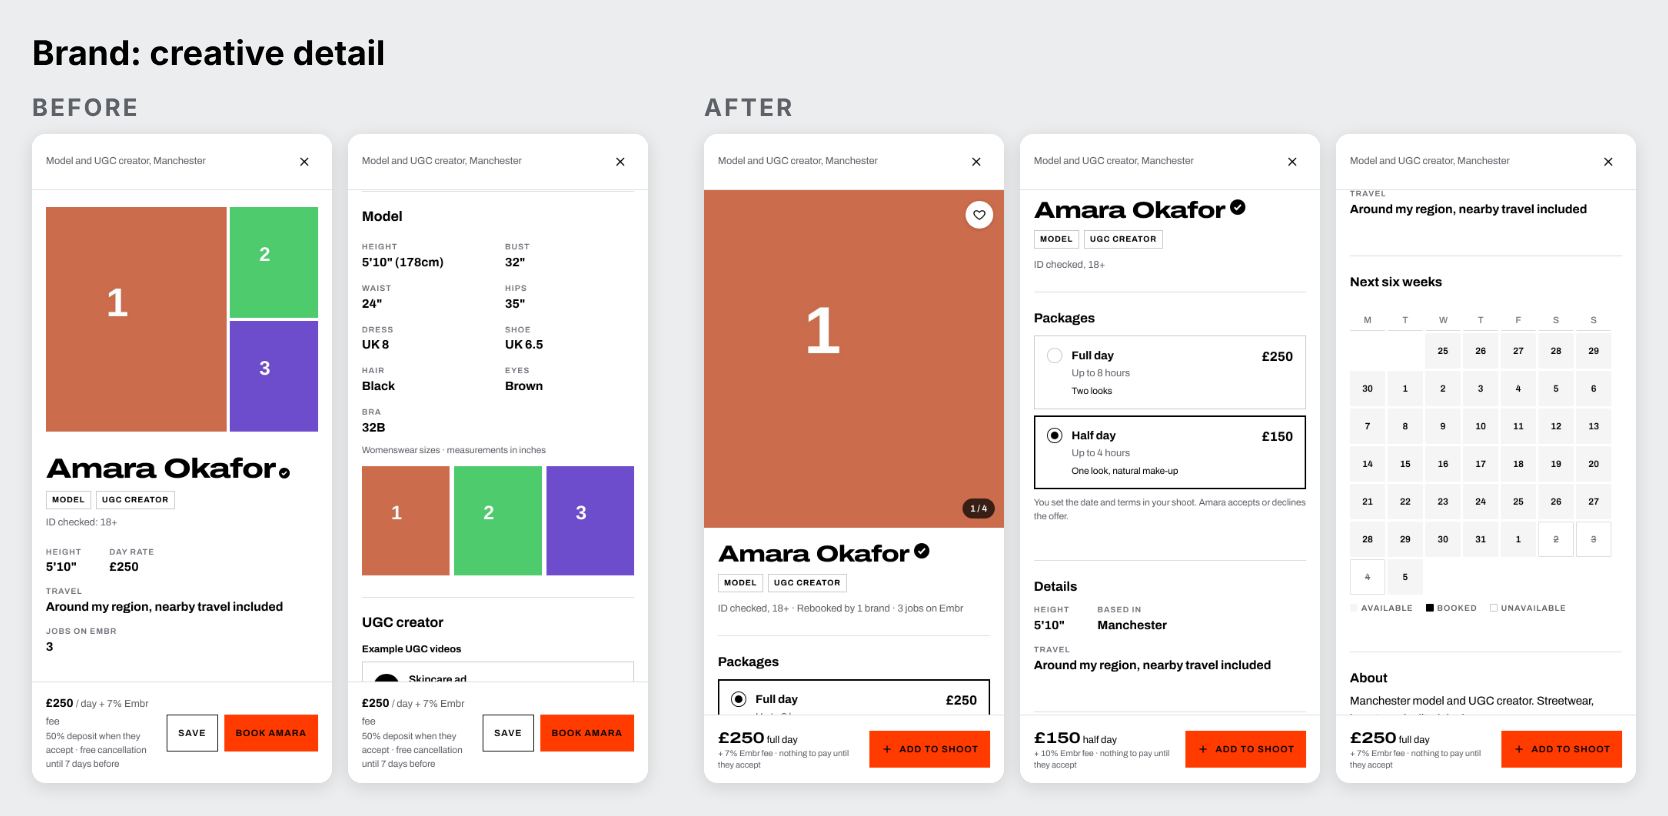 Brand: creative detail
BEFORE
Model and UGC creator, Manchester
1
2
3
Amara Okafor
MODEL
UGC CREATOR
ID checked: 18+
HEIGHT DAY RATE
5'10" £250
TRAVEL
Around my region, nearby travel included
JOBS ON EMBR
3
£250 / day + 7% Embr
fee
50% deposit when they
accept · free cancellation
until 7 days before
SAVE
BOOK AMARA
Model and UGC creator, Manchester
Model
HEIGHT BUST
5'10" (178cm) 32"
WAIST HIPS
24" 35"
DRESS SHOE
UK 8 UK 6.5
HAIR EYES
Black Brown
BRA
32B
Womenswear sizes · measurements in inches
1 2 3
UGC creator
Example UGC videos
Skincare ad
£250 / day + 7% Embr
fee
50% deposit when they
accept · free cancellation
until 7 days before
SAVE
BOOK AMARA
AFTER
Model and UGC creator, Manchester
1
1 / 4
Amara Okafor
MODEL
UGC CREATOR
ID checked, 18+ · Rebooked by 1 brand · 3 jobs on Embr
Packages
Full day £250
£250 full day
+ 7% Embr fee · nothing to pay until
they accept
+ ADD TO SHOOT
Model and UGC creator, Manchester
Amara Okafor
MODEL
UGC CREATOR
ID checked, 18+
Packages
Full day £250
Up to 8 hours
Two looks
Half day £150
Up to 4 hours
One look, natural make-up
You set the date and terms in your shoot. Amara accepts or declines
the offer.
Details
HEIGHT BASED IN
5'10" Manchester
TRAVEL
Around my region, nearby travel included
£150 half day
+ 10% Embr fee · nothing to pay until
they accept
+ ADD TO SHOOT
Model and UGC creator, Manchester
TRAVEL
Around my region, nearby travel included
Next six weeks
M T W T F S S
25 26 27 28 29
30 1 2 3 4 5 6
7 8 9 10 11 12 13
14 15 16 17 18 19 20
21 22 23 24 25 26 27
28 29 30 31 1 2 3
4 5
AVAILABLE BOOKED UNAVAILABLE
About
Manchester model and UGC creator. Streetwear,
£250 full day
+ 7% Embr fee · nothing to pay until
they accept
+ ADD TO SHOOT